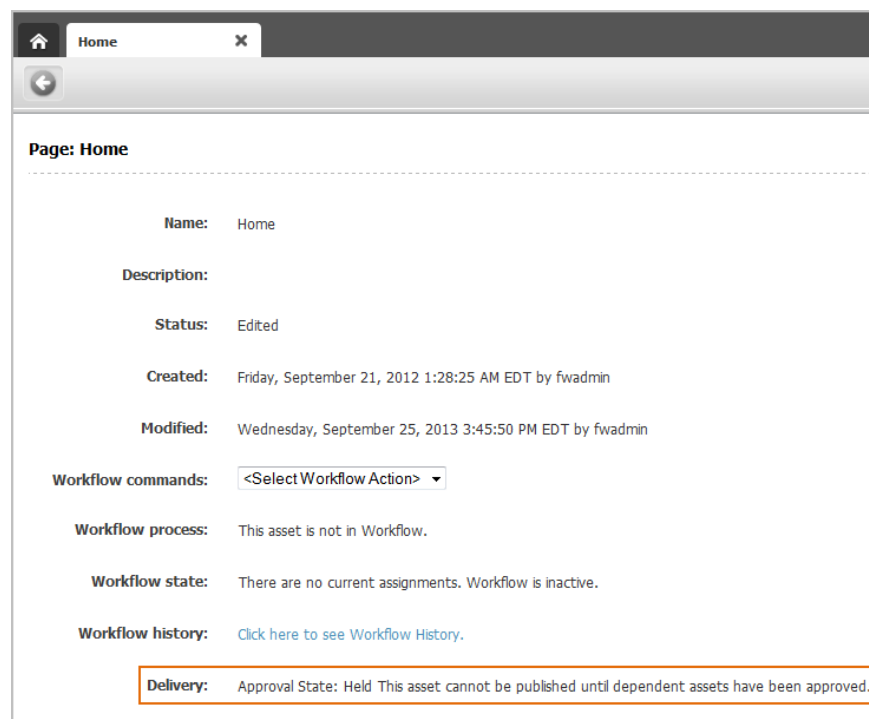 Home
Page: Home
Name: Home
Description:
Status: Edited
Created: Friday, September 21, 2012 1:28:25 AM EDT by fwadmin
Modified: Wednesday, September 25, 2013 3:45:50 PM EDT by fwadmin
Workflow commands: <Select Workflow Action>
Workflow process: This asset is not in Workflow.
Workflow state: There are no current assignments. Workflow is inactive.
Workflow history: Click here to see Workflow History.
Delivery: Approval State: Held This asset cannot be published until dependent assets have been approved.